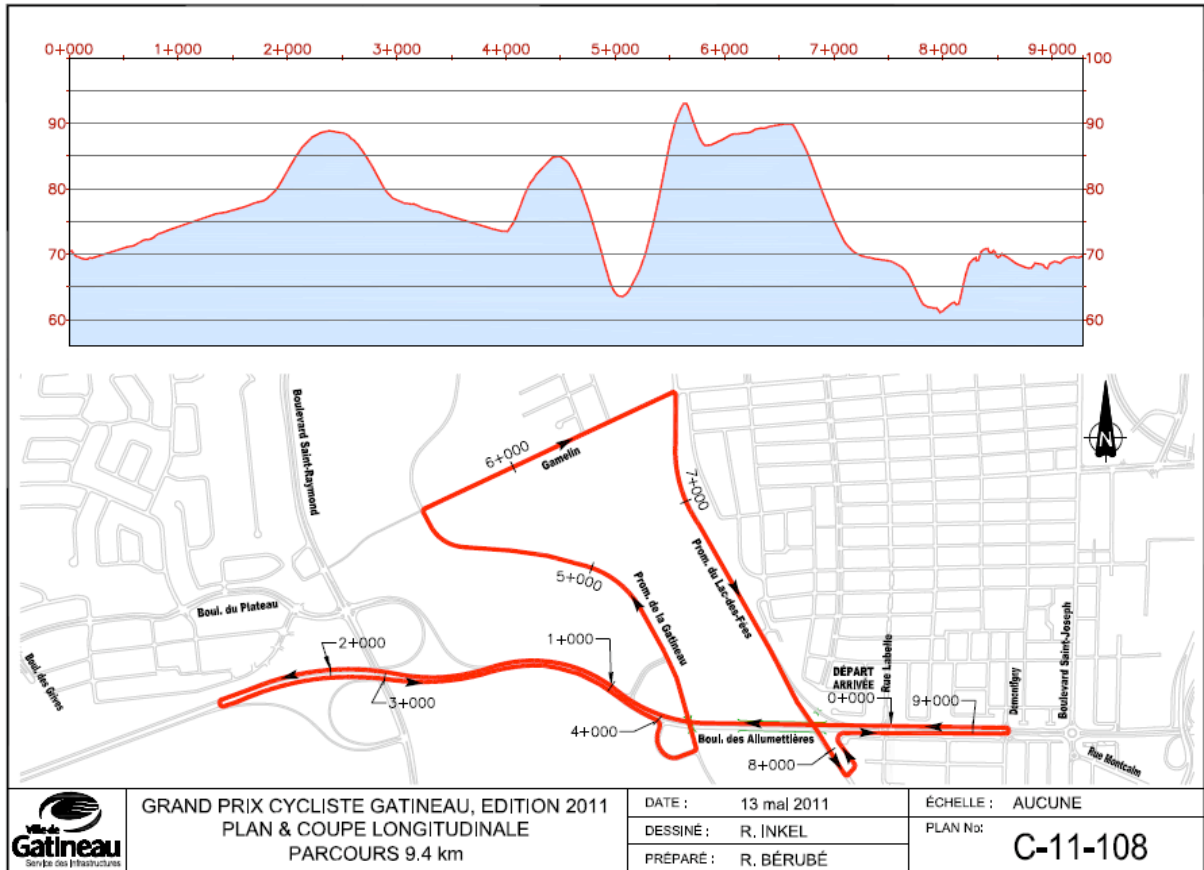 0+000 1+000 2+000 3+000 4+000 5+000 6+000 7+000 8+000 9+000
100
90 90
80 80
70 70
60 60
Boulevard Saint-Raymond
6+000
Gamelin
N
7+000
Prom. du Lac-des-Fées
5+000
Prom. de la Gatineau
Boul. du Plateau
Boul. des Grives
2+000
1+000
3+000
4+000
Boul. des Allumettières
DÉPART
ARRIVÉE
0+000
Rue Labelle
9+000
8+000
Demontigny
Boulevard Saint-Joseph
Rue Montcalm
Ville de
Gatineau
Service des Infrastructures
GRAND PRIX CYCLISTE GATINEAU, EDITION 2011
PLAN & COUPE LONGITUDINALE
PARCOURS 9.4 km
DATE : 13 mai 2011
DESSINÉ : R. INKEL
PRÉPARÉ : R. BÉRUBÉ
ÉCHELLE : AUCUNE
PLAN No:
C-11-108